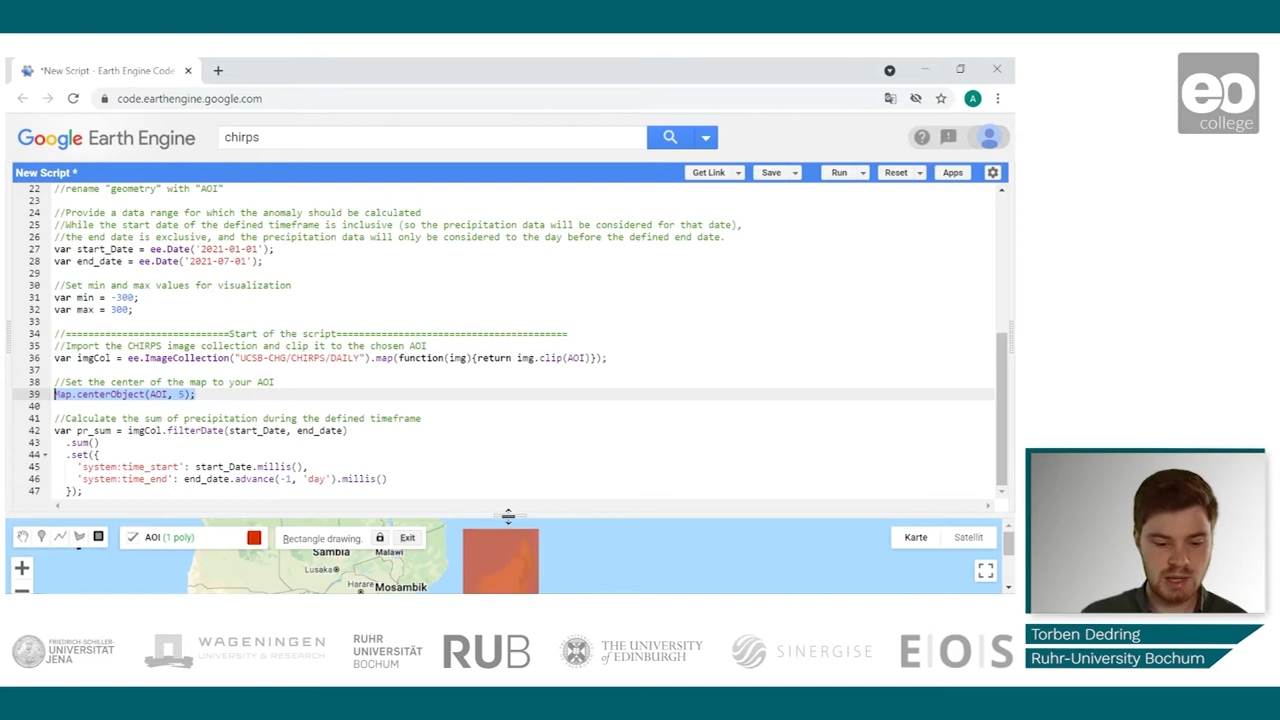 *New Script - Earth Engine Code
code.earthengine.google.com
A
eo
college
Google Earth Engine
chirps
New Script *
Get Link
Save
Run
Reset
Apps
22 //rename "geometry" with "AOI"
23
24 //Provide a data range for which the anomaly should be calculated
25 //While the start date of the defined timeframe is inclusive (so the precipitation data will be considered for that date),
26 //the end date is exclusive, and the precipitation data will only be considered to the day before the defined end date.
27 var start_Date = ee.Date('2021-01-01');
28 var end_date = ee.Date('2021-07-01');
29
30 //Set min and max values for visualization
31 var min = -300;
32 var max = 300;
33
34 //=============================Start of the script=========================================
35 //Import the CHIRPS image collection and clip it to the chosen AOI
36 var imgCol = ee.ImageCollection("UCSB-CHG/CHIRPS/DAILY").map(function(img){return img.clip(AOI)});
37
38 //Set the center of the map to your AOI
39 Map.centerObject(AOI, 5);
40
41 //Calculate the sum of precipitation during the defined timeframe
42 var pr_sum = imgCol.filterDate(start_Date, end_date)
43 .sum()
44 .set({
45 'system:time_start': start_Date.millis(),
46 'system:time_end': end_date.advance(-1, 'day').millis()
47 });
AOI (1 poly)
Rectangle drawing.
Exit
Karte
Satellit
Sambia
Malawi
Lusaka
Harare
Mosambik
+
−
Torben Dedring
Ruhr-University Bochum
FRIEDRICH-SCHILLER-
UNIVERSITÄT
JENA
WAGENINGEN
UNIVERSITY & RESEARCH
RUHR
UNIVERSITÄT
BOCHUM
RUB
THE UNIVERSITY
of EDINBURGH
SINERGISE
E|O|S